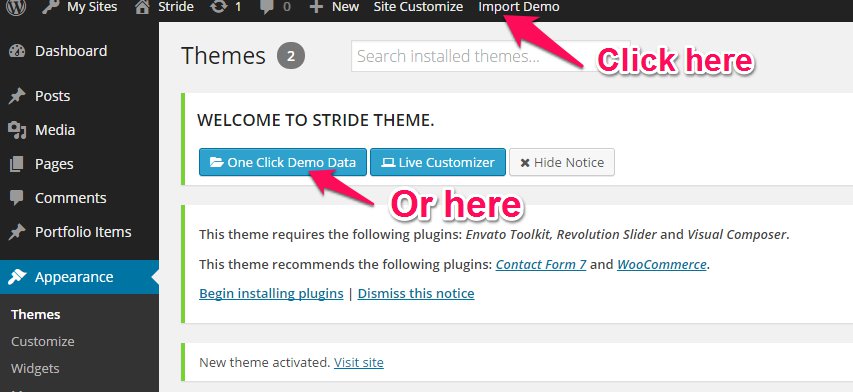 My Sites Stride 1 0 + New Site Customize Import Demo
Click here
Dashboard
Posts
Media
Pages
Comments
Portfolio Items
Appearance
Themes
Customize
Widgets
Themes 2
Search installed themes...
WELCOME TO STRIDE THEME.
One Click Demo Data Live Customizer Hide Notice
Or here
This theme requires the following plugins: Envato Toolkit, Revolution Slider and Visual Composer.
This theme recommends the following plugins: Contact Form 7 and WooCommerce.
Begin installing plugins | Dismiss this notice
New theme activated. Visit site